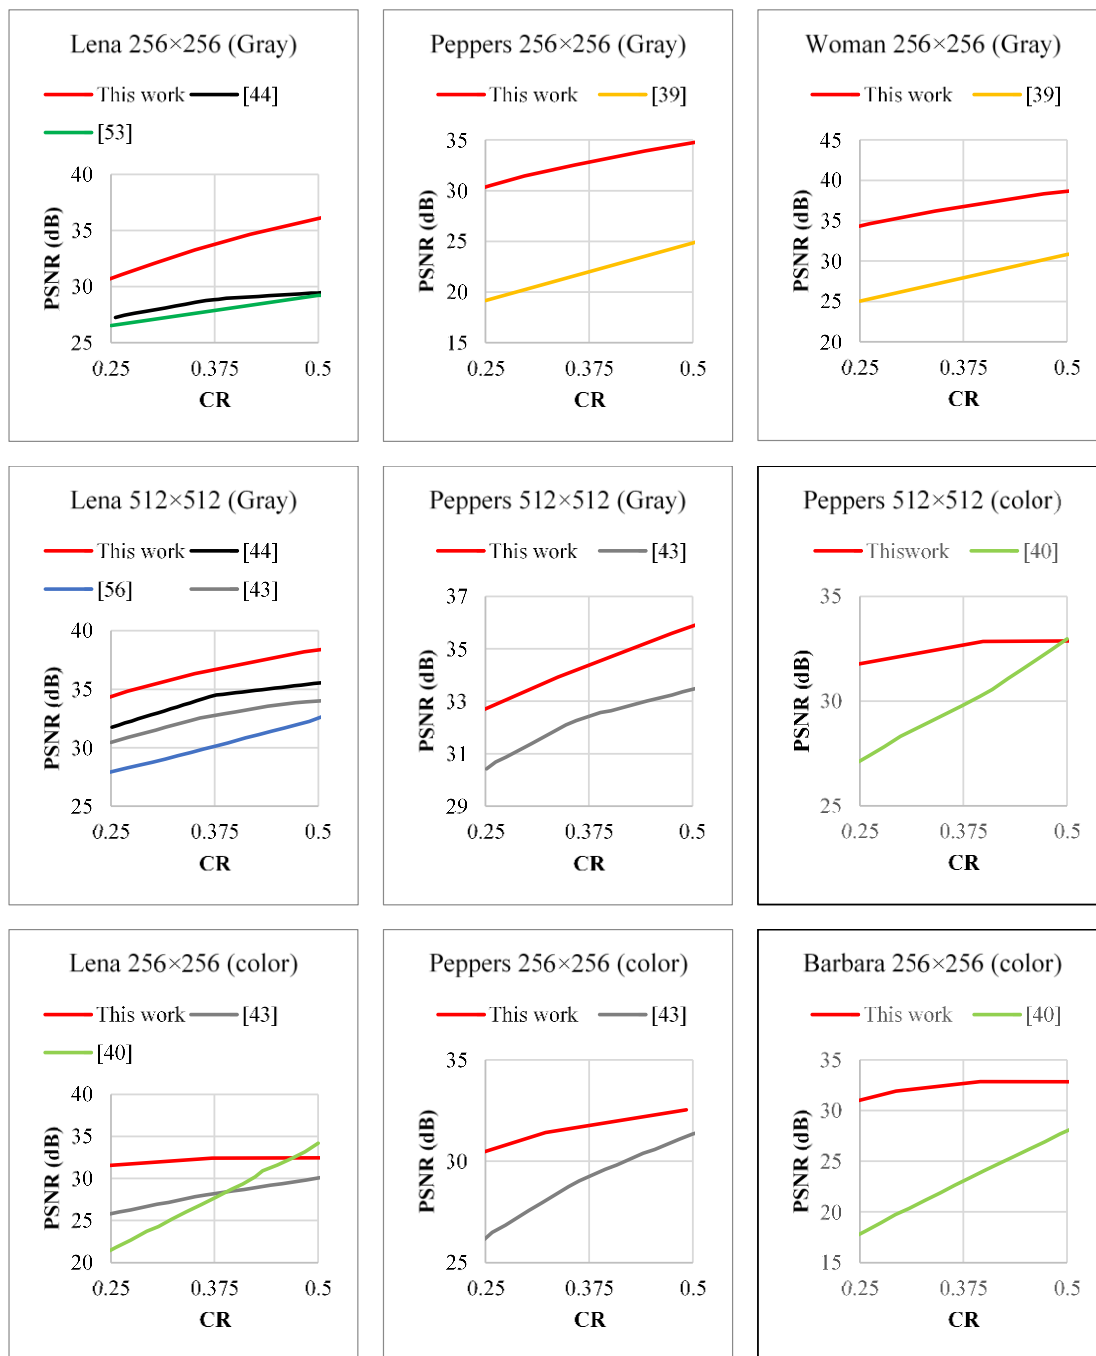 Lena 256×256 (Gray)
This work [44]
[53]
40
35
30
25
PSNR (dB)
0.25 0.375 0.5
CR
Peppers 256×256 (Gray)
This work [39]
35
30
25
20
15
PSNR (dB)
0.25 0.375 0.5
CR
Woman 256×256 (Gray)
This work [39]
45
40
35
30
25
20
PSNR (dB)
0.25 0.375 0.5
CR
Lena 512×512 (Gray)
This work [44]
[56] [43]
40
35
30
25
PSNR (dB)
0.25 0.375 0.5
CR
Peppers 512×512 (Gray)
This work [43]
37
35
33
31
29
PSNR (dB)
0.25 0.375 0.5
CR
Peppers 512×512 (color)
Thiswork [40]
35
30
25
PSNR (dB)
0.25 0.375 0.5
CR
Lena 256×256 (color)
This work [43]
[40]
40
35
30
25
20
PSNR (dB)
0.25 0.375 0.5
CR
Peppers 256×256 (color)
This work [43]
35
30
25
PSNR (dB)
0.25 0.375 0.5
CR
Barbara 256×256 (color)
This work [40]
35
30
25
20
15
PSNR (dB)
0.25 0.375 0.5
CR